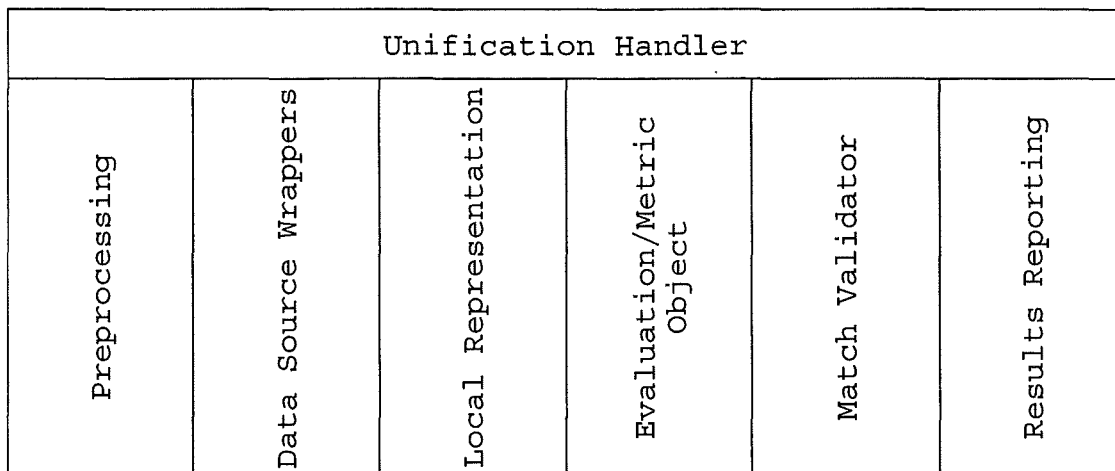 Unification Handler
Preprocessing
Data Source Wrappers
Local Representation
Evaluation/Metric
Object
Match Validator
Results Reporting